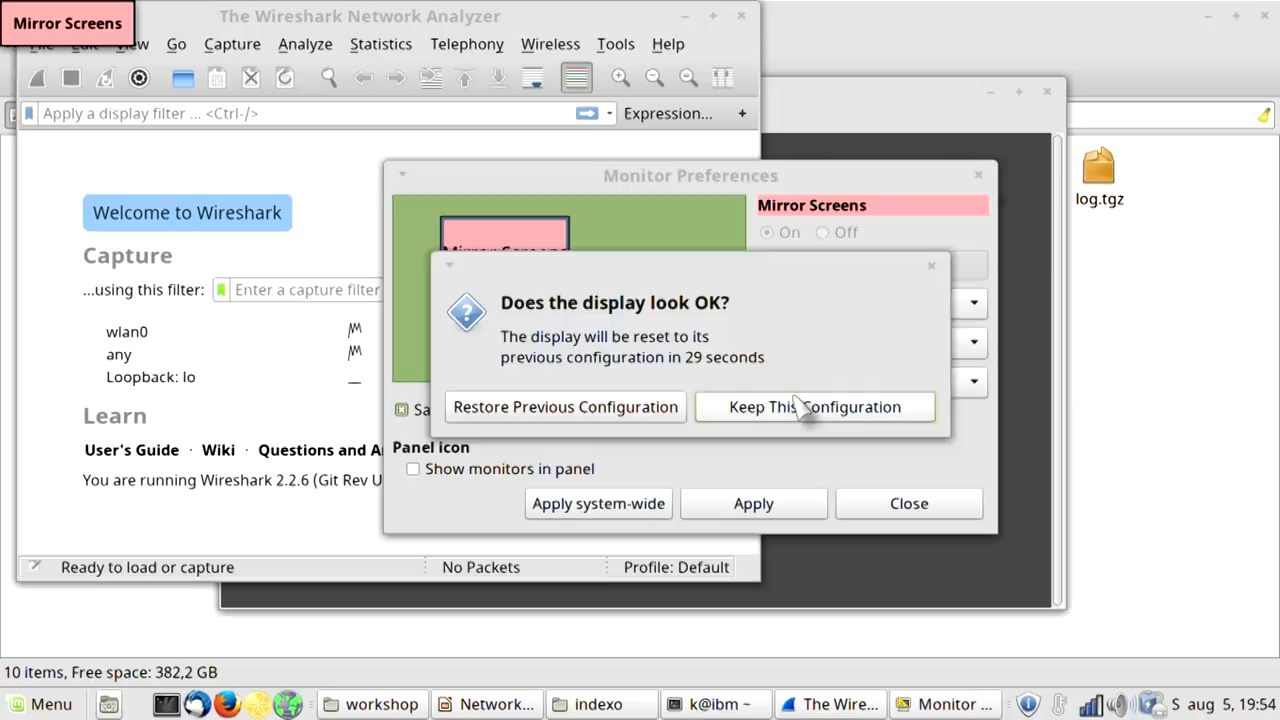 Mirror Screens
The Wireshark Network Analyzer
View Go Capture Analyze Statistics Telephony Wireless Tools Help
Apply a display filter ... <Ctrl-/>
Expression... +
Welcome to Wireshark
Capture
...using this filter:
Enter a capture filter
wlan0
any
Loopback: lo
Learn
User's Guide · Wiki · Questions and
You are running Wireshark 2.2.6 (Git Rev
Ready to load or capture
No Packets
Profile: Default
log.tgz
Monitor Preferences
Mirror Screens
Mirror Screens
On Off
Does the display look OK?
The display will be reset to its
previous configuration in 29 seconds
Restore Previous Configuration
Keep This Configuration
Panel icon
Show monitors in panel
Apply system-wide
Apply
Close
10 items, Free space: 382,2 GB
Menu
workshop
Network...
indexo
k@ibm ~
The Wire...
Monitor ...
S aug 5, 19:54